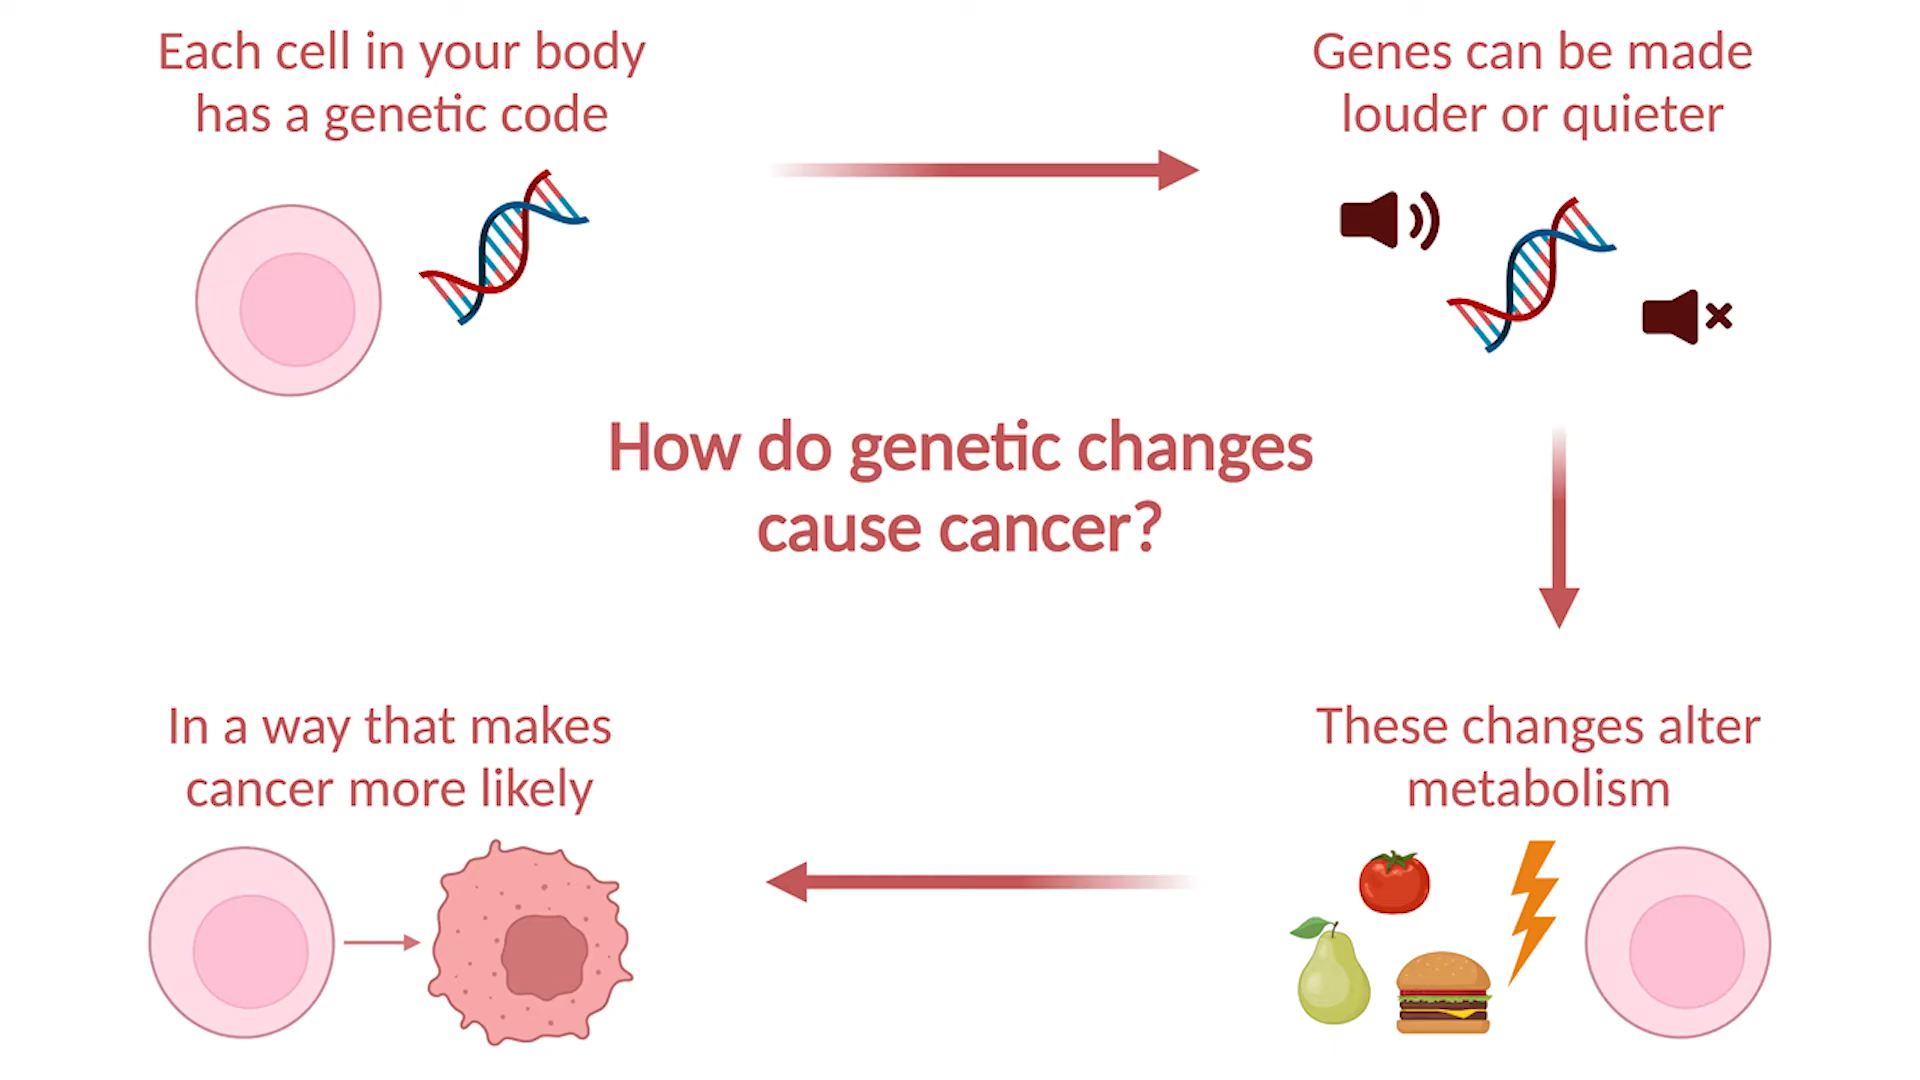 Each cell in your body
has a genetic code
Genes can be made
louder or quieter
How do genetic changes
cause cancer?
In a way that makes
cancer more likely
These changes alter
metabolism